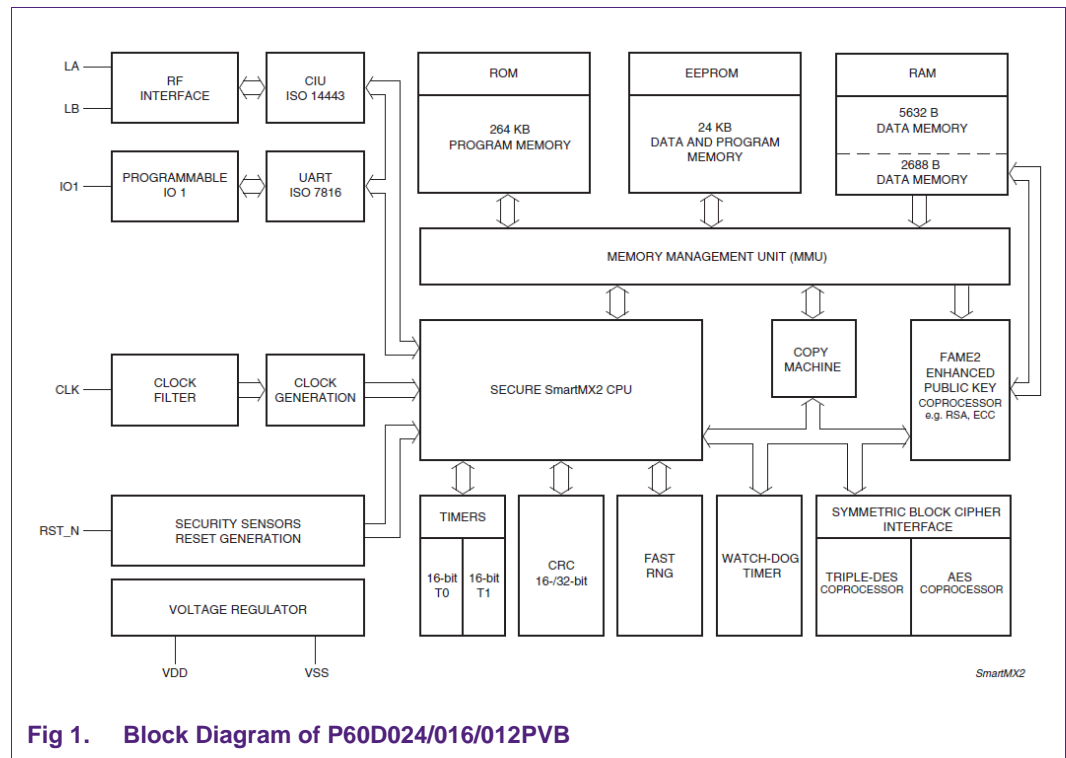 LA
LB
RF
INTERFACE
CIU
ISO 14443
IO1
PROGRAMMABLE
IO 1
UART
ISO 7816
ROM
264 KB
PROGRAM MEMORY
EEPROM
24 KB
DATA AND PROGRAM
MEMORY
RAM
5632 B
DATA MEMORY
2688 B
DATA MEMORY
MEMORY MANAGEMENT UNIT (MMU)
CLK
CLOCK
FILTER
CLOCK
GENERATION
SECURE SmartMX2 CPU
COPY
MACHINE
FAME2
ENHANCED
PUBLIC KEY
COPROCESSOR
e.g. RSA, ECC
RST_N
SECURITY SENSORS
RESET GENERATION
VOLTAGE REGULATOR
VDD
VSS
TIMERS
16-bit
T0
16-bit
T1
CRC
16-/32-bit
FAST
RNG
WATCH-DOG
TIMER
SYMMETRIC BLOCK CIPHER
INTERFACE
TRIPLE-DES
COPROCESSOR
AES
COPROCESSOR
SmartMX2
Fig 1. Block Diagram of P60D024/016/012PVB